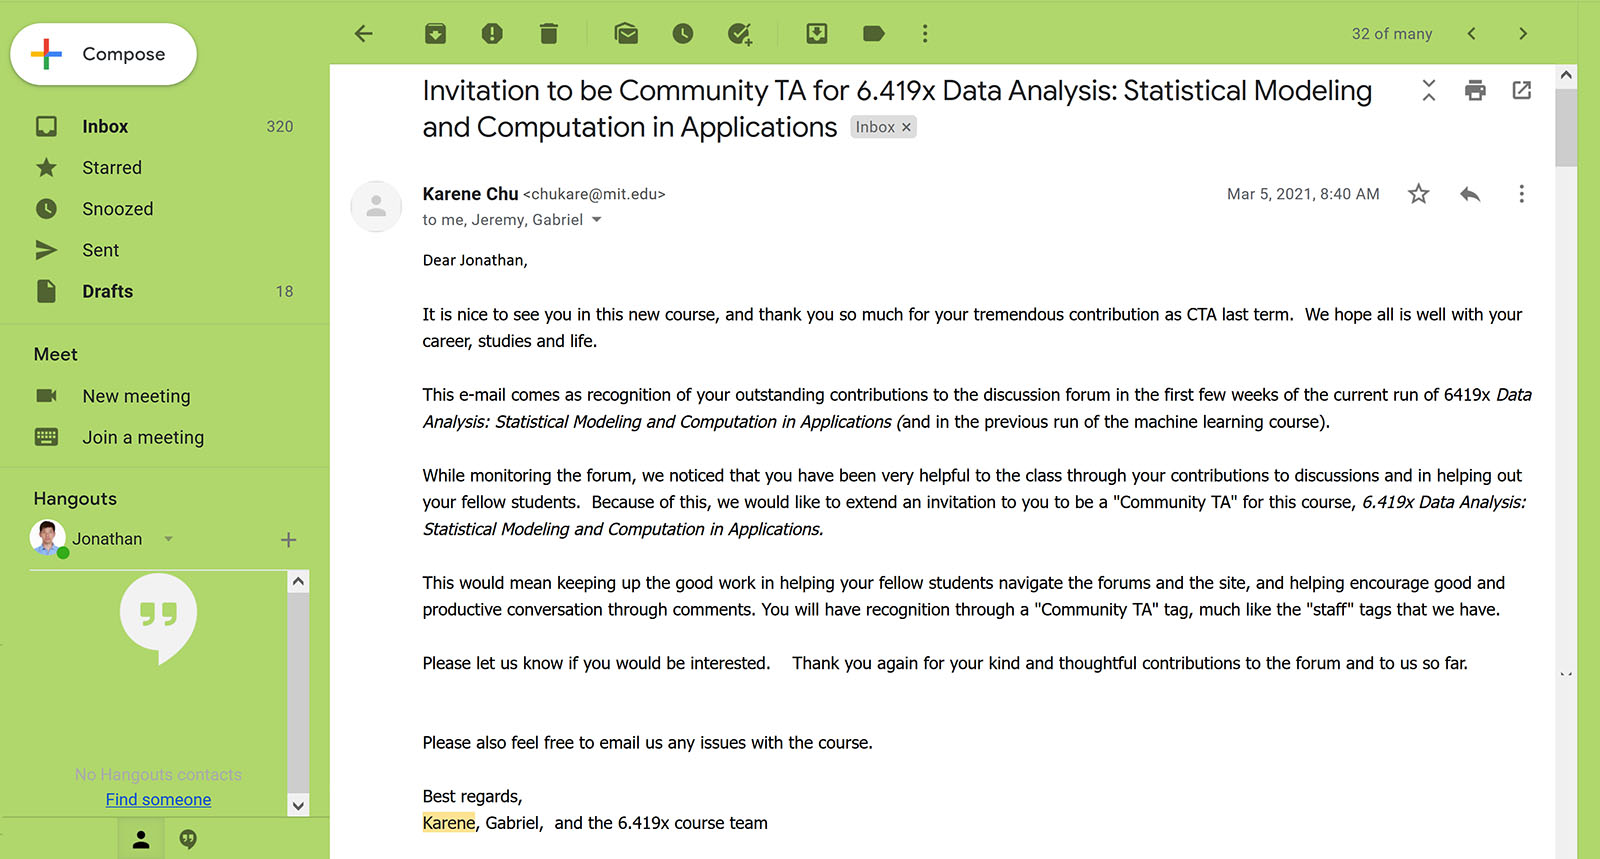 Compose
32 of many
Inbox 320
Starred
Snoozed
Sent
Drafts 18
Meet
New meeting
Join a meeting
Hangouts
Jonathan
No Hangouts contacts
Find someone
Invitation to be Community TA for 6.419x Data Analysis: Statistical Modeling
and Computation in Applications Inbox ×
Karene Chu <chukare@mit.edu> Mar 5, 2021, 8:40 AM
to me, Jeremy, Gabriel
Dear Jonathan,
It is nice to see you in this new course, and thank you so much for your tremendous contribution as CTA last term.  We hope all is well with your
career, studies and life.
This e-mail comes as recognition of your outstanding contributions to the discussion forum in the first few weeks of the current run of 6419x Data
Analysis: Statistical Modeling and Computation in Applications (and in the previous run of the machine learning course).
While monitoring the forum, we noticed that you have been very helpful to the class through your contributions to discussions and in helping out
your fellow students.  Because of this, we would like to extend an invitation to you to be a "Community TA" for this course, 6.419x Data Analysis:
Statistical Modeling and Computation in Applications.
This would mean keeping up the good work in helping your fellow students navigate the forums and the site, and helping encourage good and
productive conversation through comments. You will have recognition through a "Community TA" tag, much like the "staff" tags that we have.
Please let us know if you would be interested.    Thank you again for your kind and thoughtful contributions to the forum and to us so far.
Please also feel free to email us any issues with the course.
Best regards,
Karene, Gabriel,  and the 6.419x course team